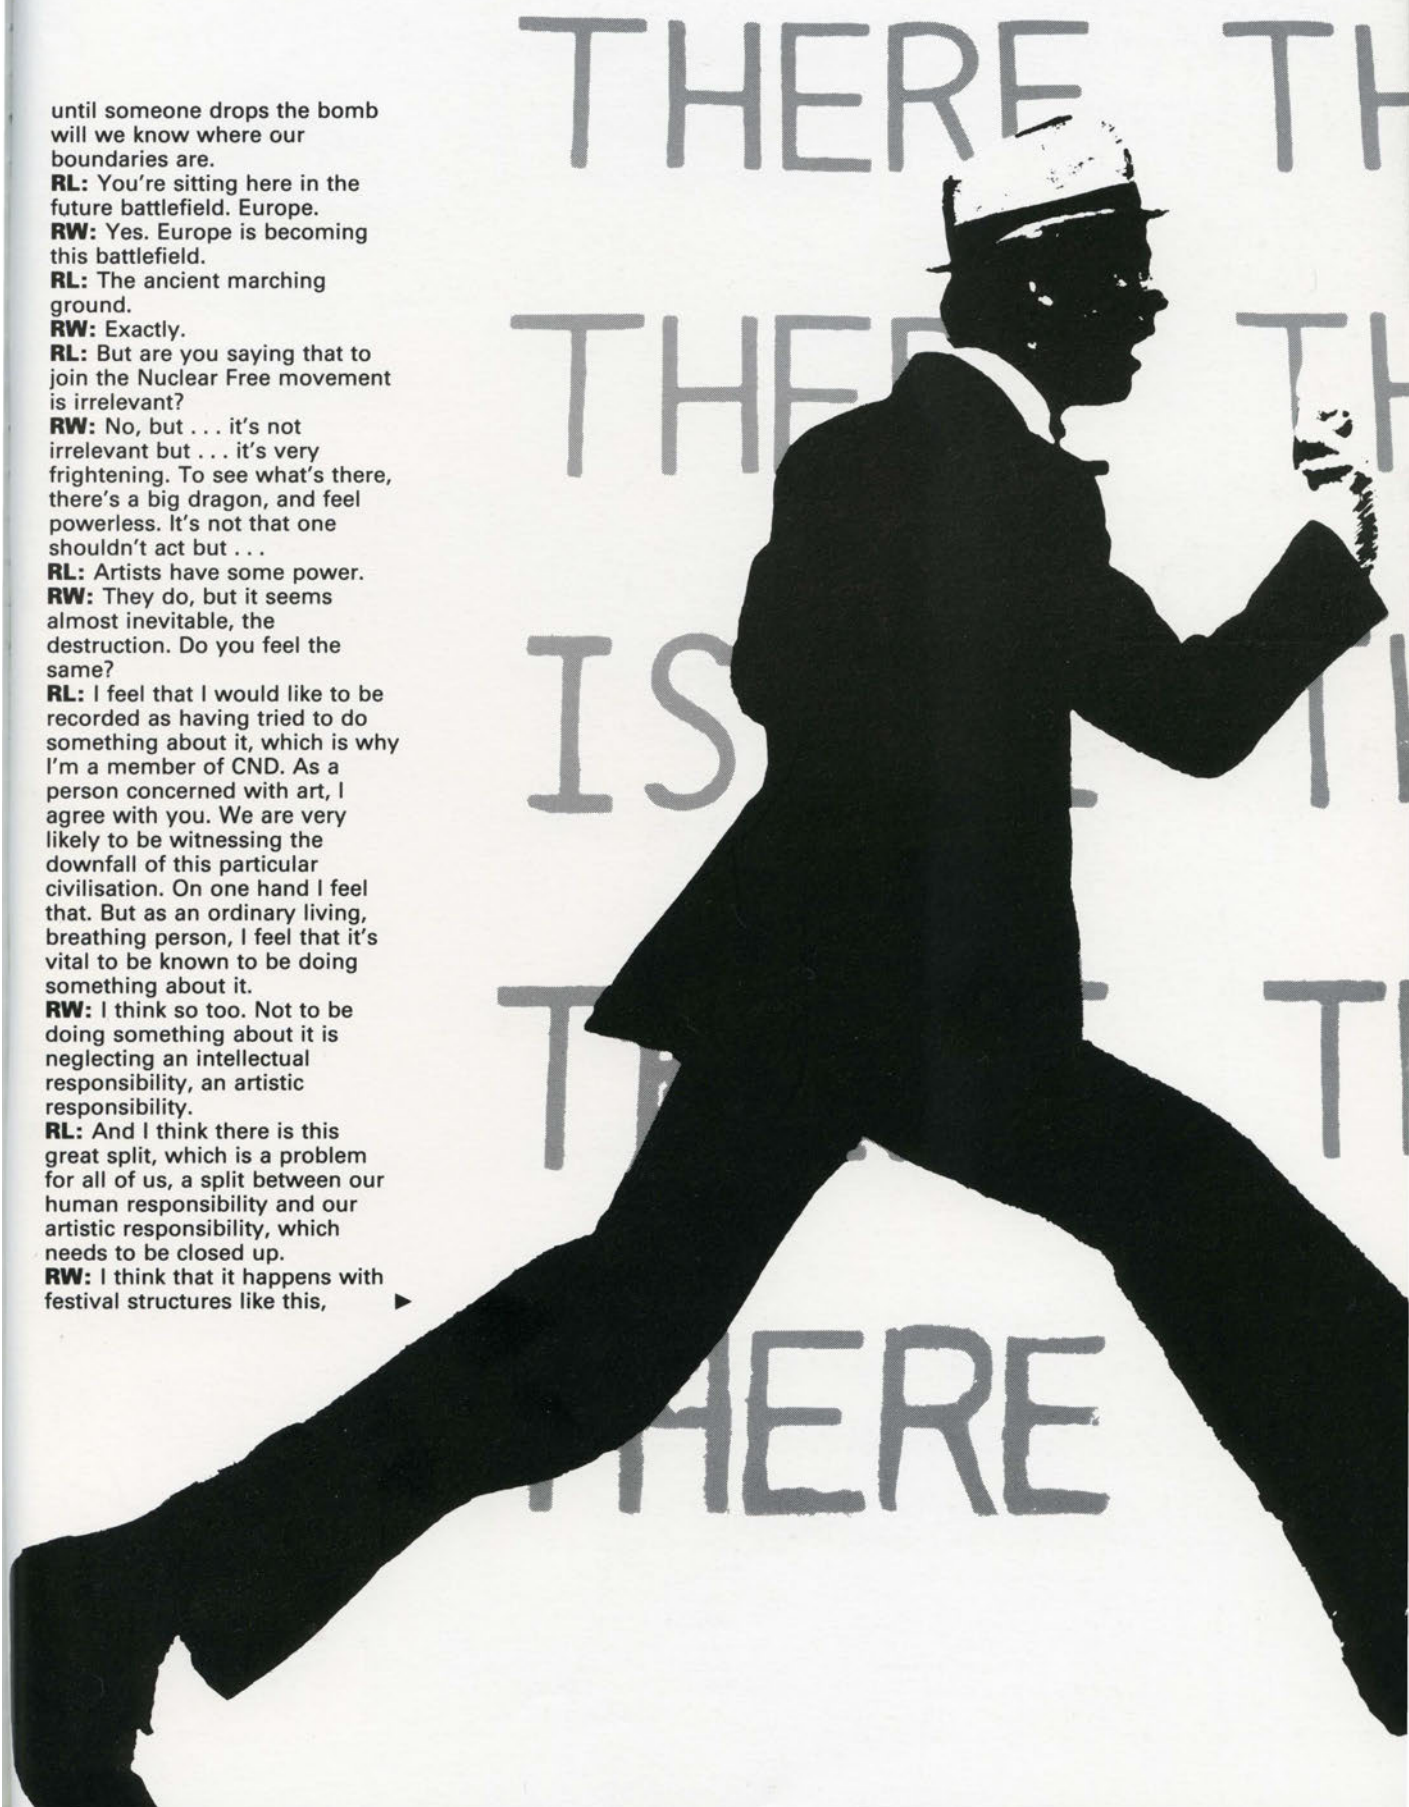 until someone drops the bomb
will we know where our
boundaries are.
RL: You're sitting here in the
future battlefield. Europe.
RW: Yes. Europe is becoming
this battlefield.
RL: The ancient marching
ground.
RW: Exactly.
RL: But are you saying that to
join the Nuclear Free movement
is irrelevant?
RW: No, but . . . it's not
irrelevant but . . . it's very
frightening. To see what's there,
there's a big dragon, and feel
powerless. It's not that one
shouldn't act but . . .
RL: Artists have some power.
RW: They do, but it seems
almost inevitable, the
destruction. Do you feel the
same?
RL: I feel that I would like to be
recorded as having tried to do
something about it, which is why
I'm a member of CND. As a
person concerned with art, I
agree with you. We are very
likely to be witnessing the
downfall of this particular
civilisation. On one hand I feel
that. But as an ordinary living,
breathing person, I feel that it's
vital to be known to be doing
something about it.
RW: I think so too. Not to be
doing something about it is
neglecting an intellectual
responsibility, an artistic
responsibility.
RL: And I think there is this
great split, which is a problem
for all of us, a split between our
human responsibility and our
artistic responsibility, which
needs to be closed up.
RW: I think that it happens with
festival structures like this, ▶
THERE TH
THE
IS
HERE